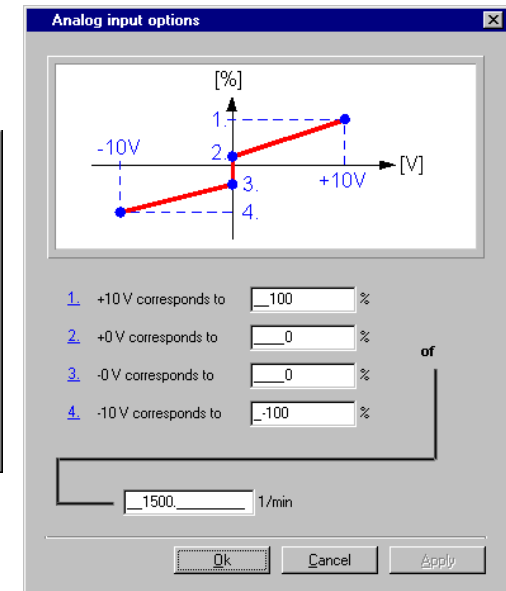 Analog input options
[%]
1.
-10V
2.
[V]
3.
+10V
4.
1. +10 V corresponds to __100 %
2. +0 V corresponds to ____0 %
of
3. -0 V corresponds to ____0 %
4. -10 V corresponds to _-100 %
__1500.________ 1/min
Ok Cancel Apply